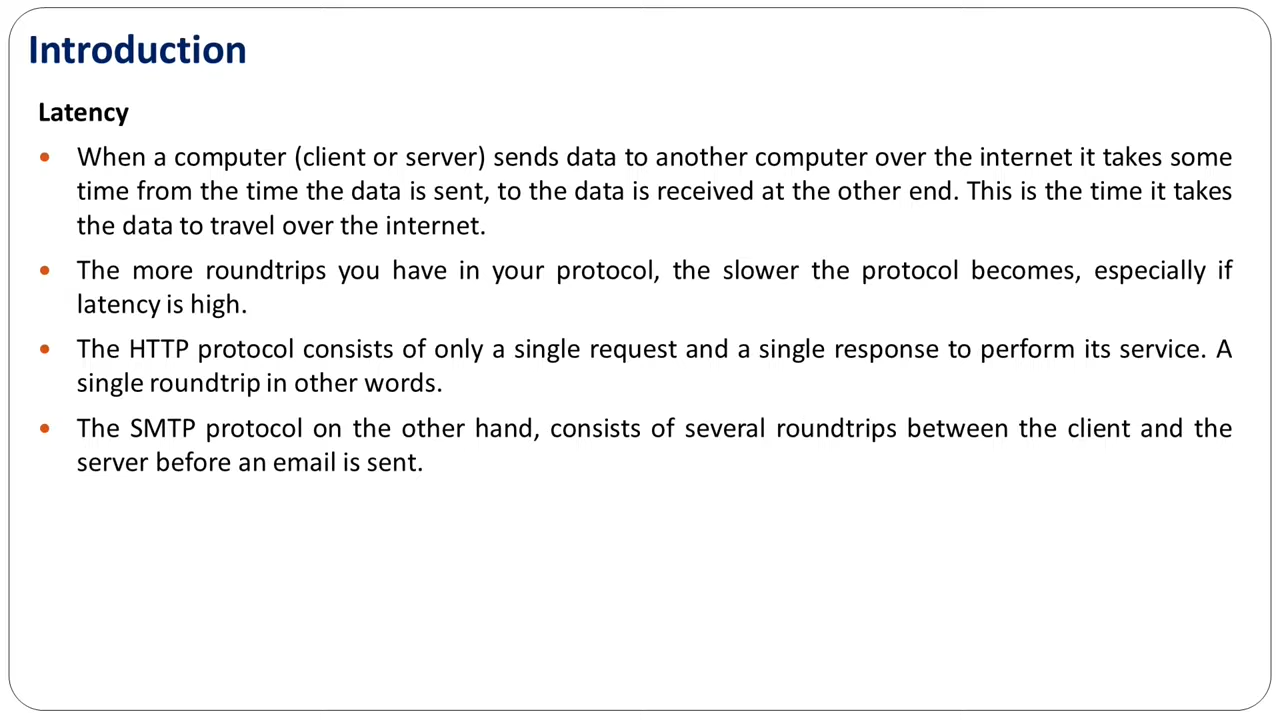 Introduction
Latency
When a computer (client or server) sends data to another computer over the internet it takes some
time from the time the data is sent, to the data is received at the other end. This is the time it takes
the data to travel over the internet.
The more roundtrips you have in your protocol, the slower the protocol becomes, especially if
latency is high.
The HTTP protocol consists of only a single request and a single response to perform its service. A
single roundtrip in other words.
The SMTP protocol on the other hand, consists of several roundtrips between the client and the
server before an email is sent.